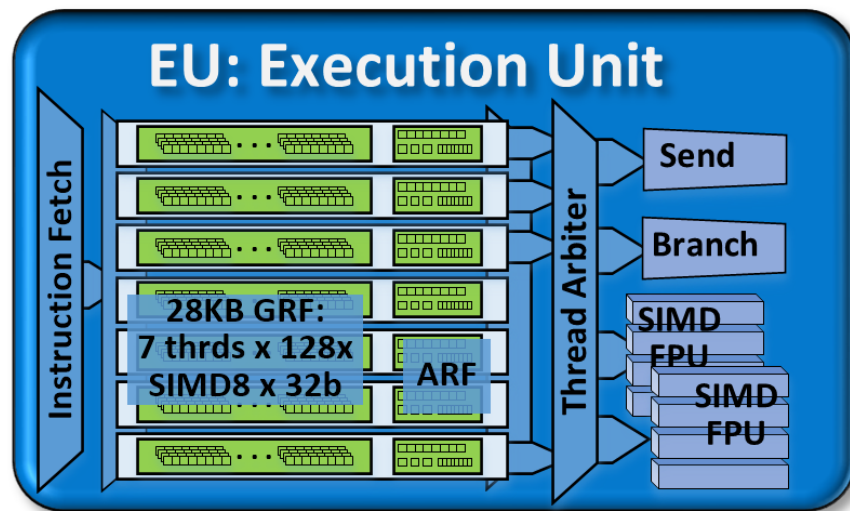 EU: Execution Unit
Instruction Fetch
28KB GRF:
7 thrds x 128x
SIMD8 x 32b
ARF
Thread Arbiter
Send
Branch
SIMD
FPU
SIMD
FPU